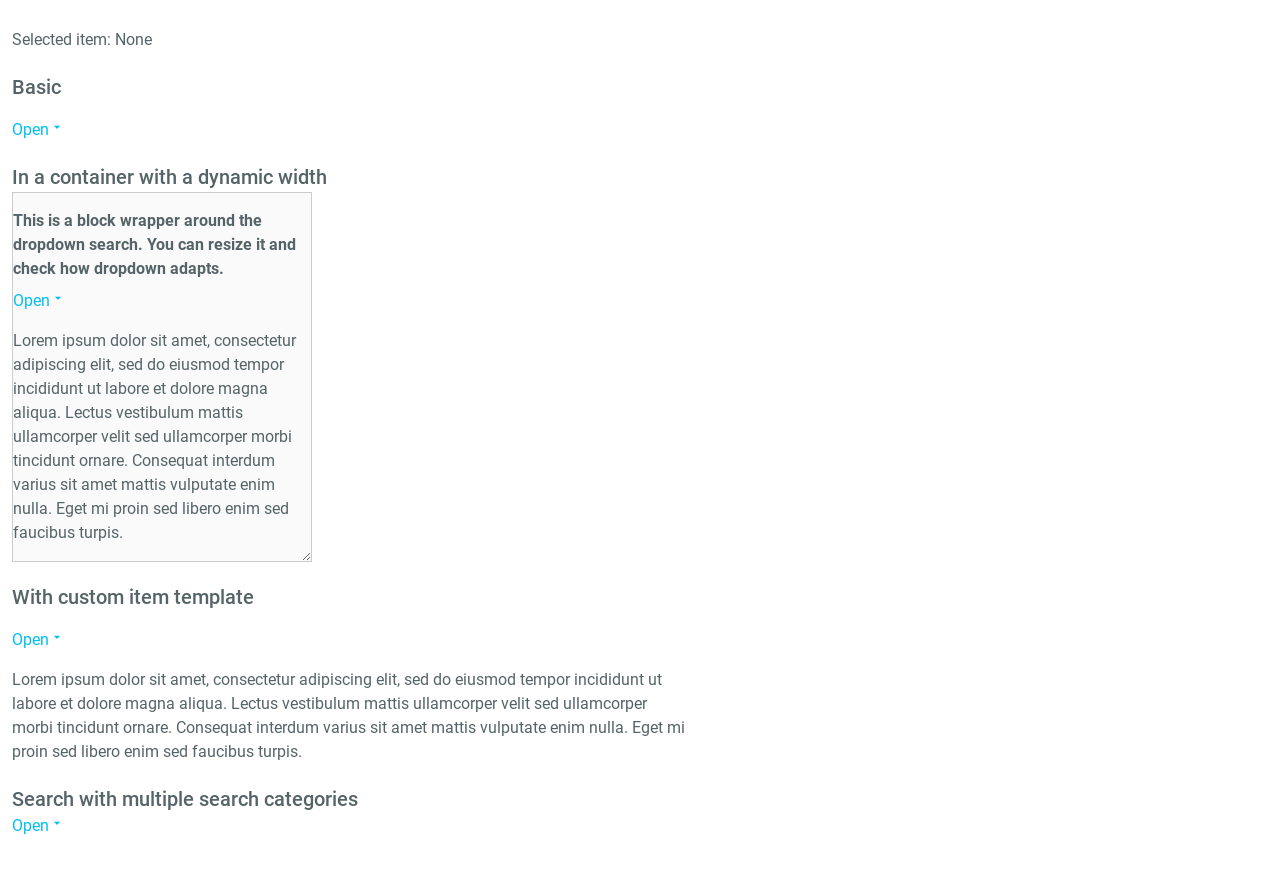 Selected item: None
Basic
Open
In a container with a dynamic width
This is a block wrapper around the
dropdown search. You can resize it and
check how dropdown adapts.
Open
Lorem ipsum dolor sit amet, consectetur
adipiscing elit, sed do eiusmod tempor
incididunt ut labore et dolore magna
aliqua. Lectus vestibulum mattis
ullamcorper velit sed ullamcorper morbi
tincidunt ornare. Consequat interdum
varius sit amet mattis vulputate enim
nulla. Eget mi proin sed libero enim sed
faucibus turpis.
With custom item template
Open
Lorem ipsum dolor sit amet, consectetur adipiscing elit, sed do eiusmod tempor incididunt ut
labore et dolore magna aliqua. Lectus vestibulum mattis ullamcorper velit sed ullamcorper
morbi tincidunt ornare. Consequat interdum varius sit amet mattis vulputate enim nulla. Eget mi
proin sed libero enim sed faucibus turpis.
Search with multiple search categories
Open